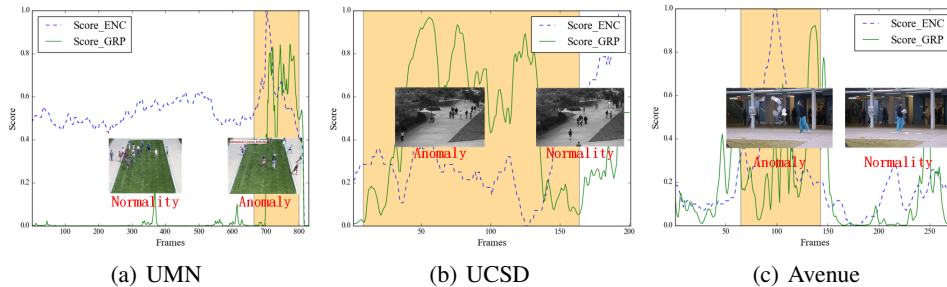 Score_ENC
Score_GRP
Score
1.0
0.8
0.6
0.4
0.2
0.0
Normality
Anomaly
100 200 300 400 500 600 700 800
Frames
(a) UMN
Score_ENC
Score_GRP
Score
1.0
0.8
0.6
0.4
0.2
0.0
Anomaly
Normality
50 100 150 200
Frames
(b) UCSD
Score_ENC
Score_GRP
Score
1.0
0.8
0.6
0.4
0.2
0.0
Anomaly
Normality
50 100 150 200 250
Frames
(c) Avenue